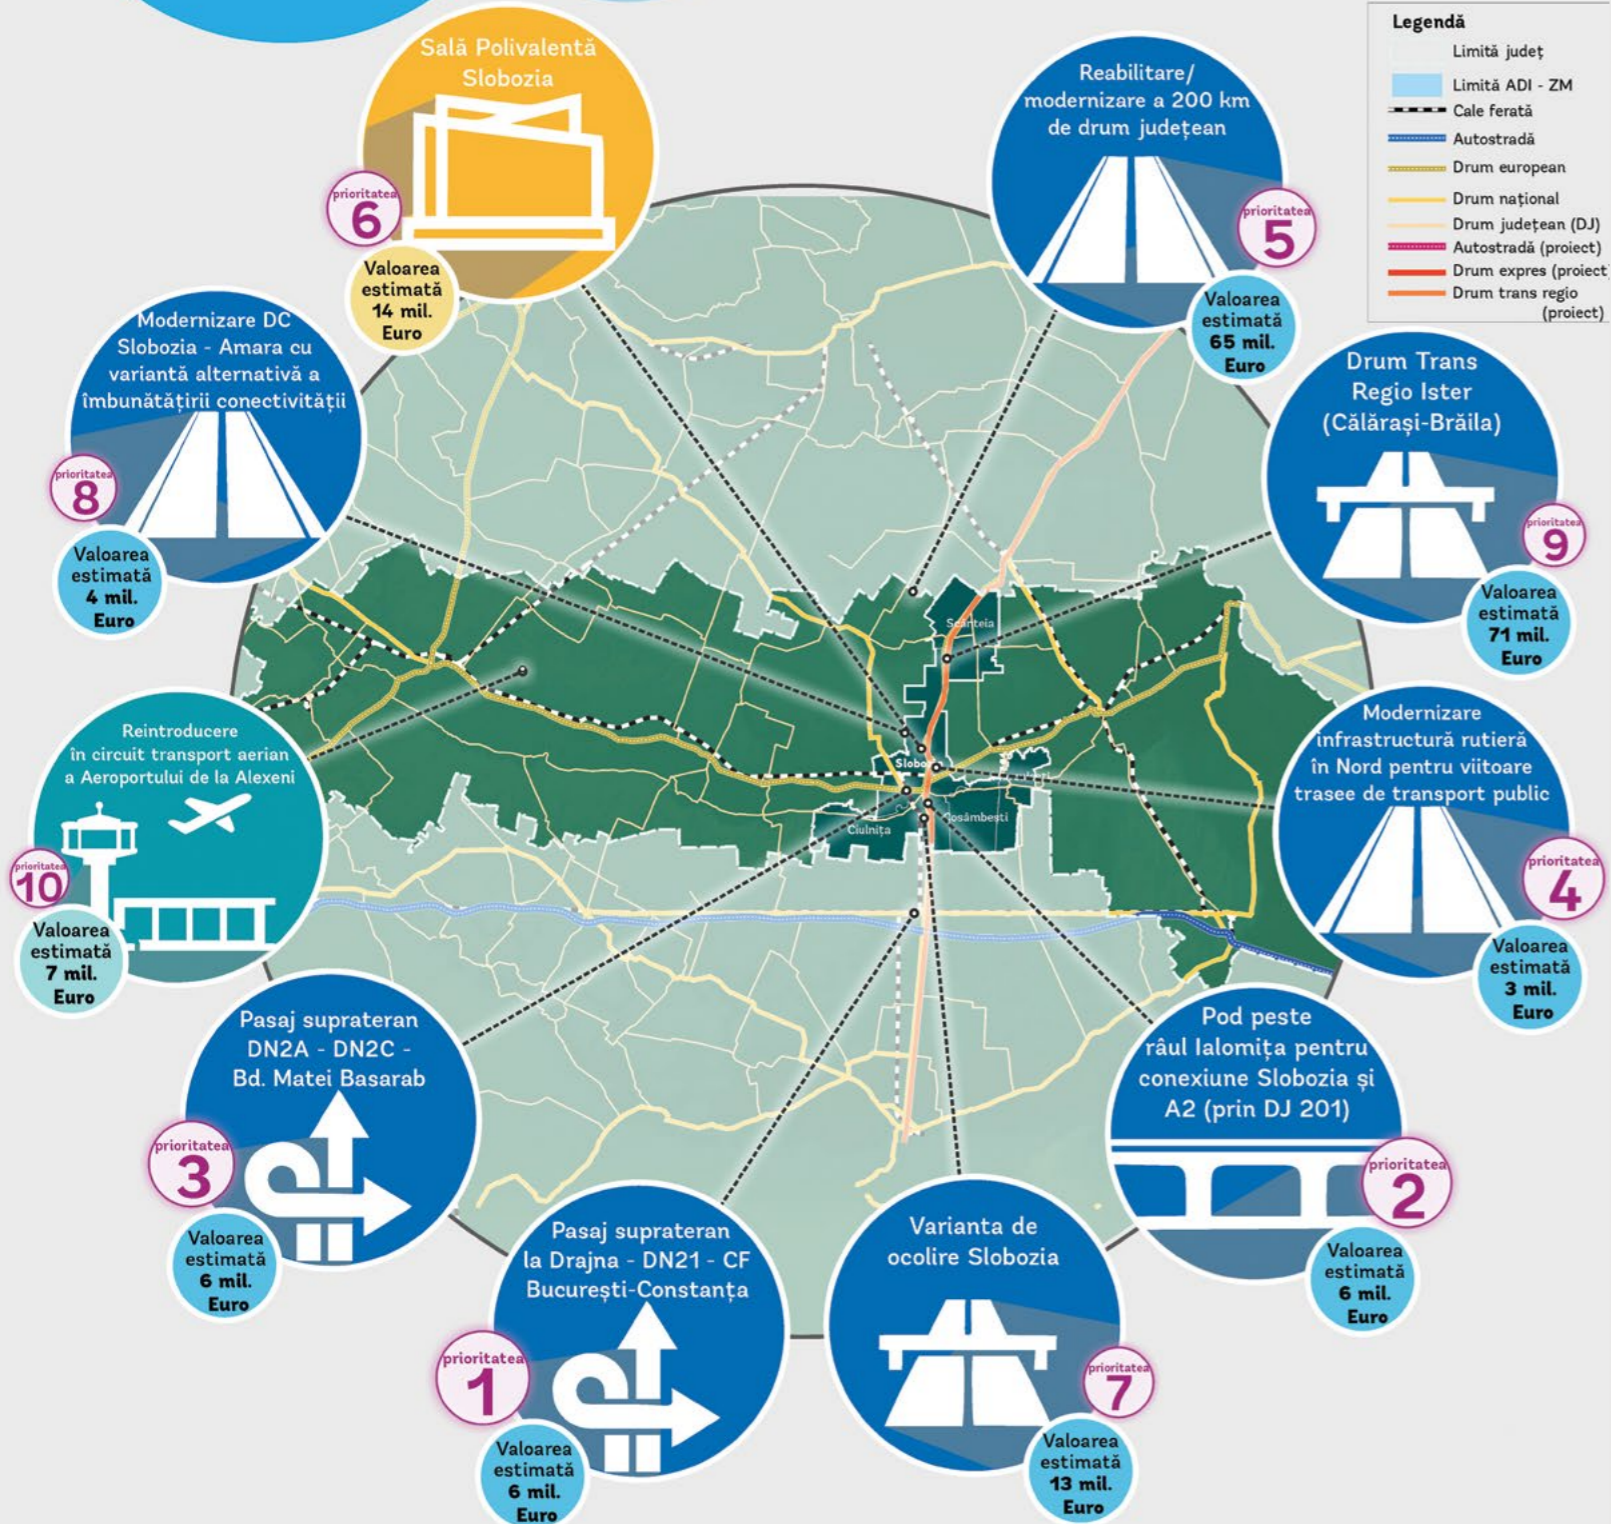 Legendă
Limită județ
Limită ADI - ZM
Cale ferată
Autostradă
Drum european
Drum național
Drum județean (DJ)
Autostradă (proiect)
Drum expres (proiect)
Drum trans regio
(proiect)
Sală Polivalentă
Slobozia
prioritatea
6
Valoarea
estimată
14 mil.
Euro
Reabilitare/
modernizare a 200 km
de drum județean
prioritatea
5
Valoarea
estimată
65 mil.
Euro
Modernizare DC
Slobozia - Amara cu
variantă alternativă a
îmbunătățirii conectivității
prioritatea
8
Valoarea
estimată
4 mil.
Euro
Drum Trans
Regio Ister
(Călărași-Brăila)
prioritatea
9
Valoarea
estimată
71 mil.
Euro
Scânteia
Ciulnița
Reintroducere
în circuit transport aerian
a Aeroportului de la Alexeni
prioritatea
10
Valoarea
estimată
7 mil.
Euro
Modernizare
infrastructură rutieră
în Nord pentru viitoare
trasee de transport public
prioritatea
4
Valoarea
estimată
3 mil.
Euro
Pasaj suprateran
DN2A - DN2C -
Bd. Matei Basarab
prioritatea
3
Valoarea
estimată
6 mil.
Euro
Pod peste
râul Ialomița pentru
conexiune Slobozia și
A2 (prin DJ 201)
prioritatea
2
Valoarea
estimată
6 mil.
Euro
Pasaj suprateran
la Drajna - DN21 - CF
București-Constanța
prioritatea
1
Valoarea
estimată
6 mil.
Euro
Varianta de
ocolire Slobozia
prioritatea
7
Valoarea
estimată
13 mil.
Euro